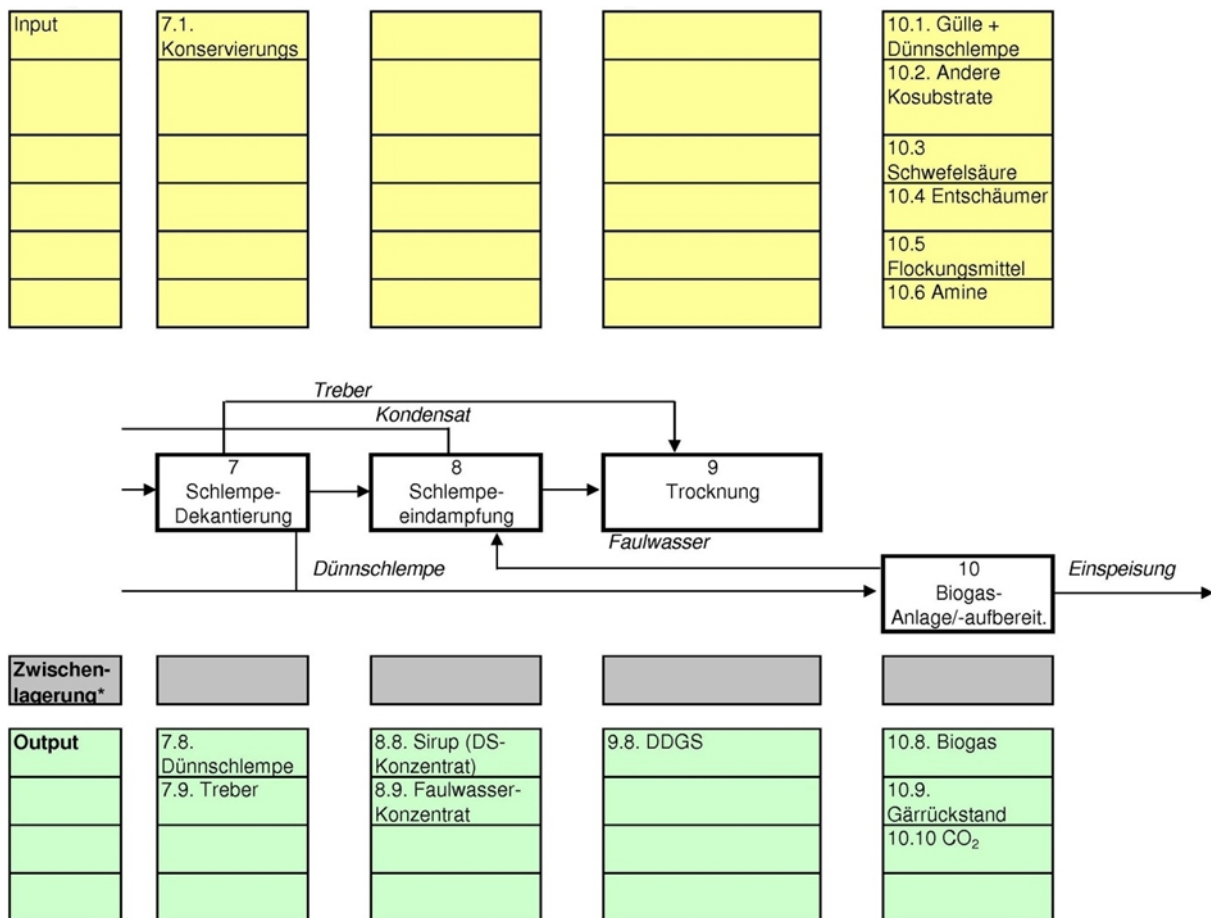 Input
7.1.
Konservierungs
10.1. Gülle +
Dünnschlempe
10.2. Andere
Kosubstrate
10.3
Schwefelsäure
10.4 Entschäumer
10.5
Flockungsmittel
10.6 Amine
Treber
Kondensat
7
Schlempe-
Dekantierung
8
Schlempe-
eindampfung
9
Trocknung
Faulwasser
Dünnschlempe
10
Biogas-
Anlage/-aufbereit.
Einspeisung
Zwischen-
lagerung*
Output
7.8.
Dünnschlempe
7.9. Treber
8.8. Sirup (DS-
Konzentrat)
8.9. Faulwasser-
Konzentrat
9.8. DDGS
10.8. Biogas
10.9.
Gärrückstand
10.10 CO₂